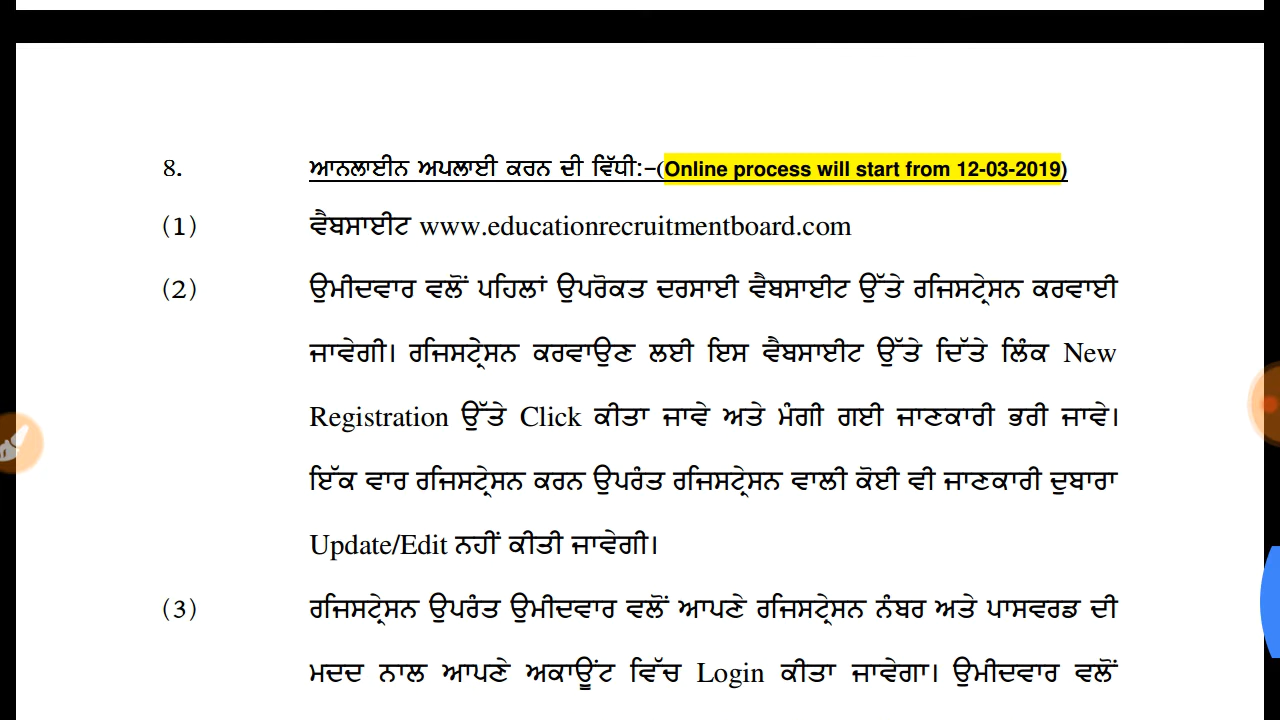 8. ਆਨਲਾਈਨ ਅਪਲਾਈ ਕਰਨ ਦੀ ਵਿੱਧੀ:-(Online process will start from 12-03-2019)
(1) ਵੈਬਸਾਈਟ www.educationrecruitmentboard.com
(2) ਉਮੀਦਵਾਰ ਵਲੋਂ ਪਹਿਲਾਂ ਉਪਰੋਕਤ ਦਰਸਾਈ ਵੈਬਸਾਈਟ ਉੱਤੇ ਰਜਿਸਟ੍ਰੇਸਨ ਕਰਵਾਈ
ਜਾਵੇਗੀ। ਰਜਿਸਟ੍ਰੇਸਨ ਕਰਵਾਉਣ ਲਈ ਇਸ ਵੈਬਸਾਈਟ ਉੱਤੇ ਦਿੱਤੇ ਲਿੰਕ New
Registration ਉੱਤੇ Click ਕੀਤਾ ਜਾਵੇ ਅਤੇ ਮੰਗੀ ਗਈ ਜਾਣਕਾਰੀ ਭਰੀ ਜਾਵੇ।
ਇੱਕ ਵਾਰ ਰਜਿਸਟ੍ਰੇਸਨ ਕਰਨ ਉਪਰੰਤ ਰਜਿਸਟ੍ਰੇਸਨ ਵਾਲੀ ਕੋਈ ਵੀ ਜਾਣਕਾਰੀ ਦੁਬਾਰਾ
Update/Edit ਨਹੀਂ ਕੀਤੀ ਜਾਵੇਗੀ।
(3) ਰਜਿਸਟ੍ਰੇਸਨ ਉਪਰੰਤ ਉਮੀਦਵਾਰ ਵਲੋਂ ਆਪਣੇ ਰਜਿਸਟ੍ਰੇਸਨ ਨੰਬਰ ਅਤੇ ਪਾਸਵਰਡ ਦੀ
ਮਦਦ ਨਾਲ ਆਪਣੇ ਅਕਾਊਂਟ ਵਿੱਚ Login ਕੀਤਾ ਜਾਵੇਗਾ। ਉਮੀਦਵਾਰ ਵਲੋਂ